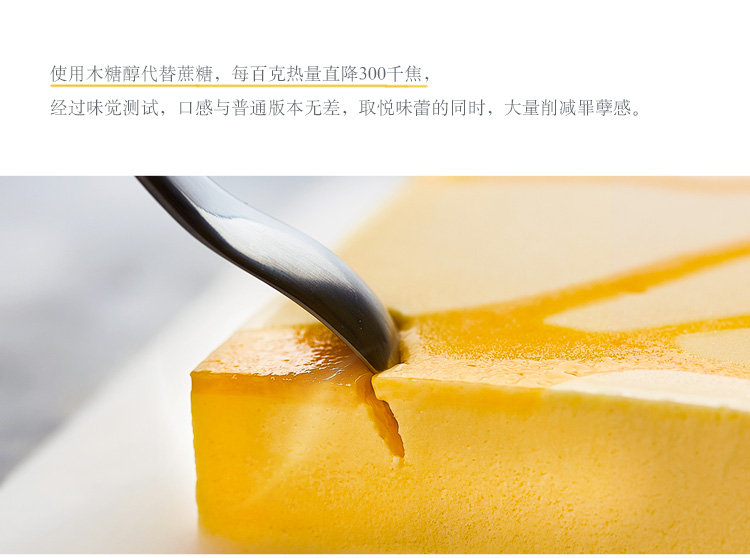 使用木糖醇代替蔗糖，每百克热量直降300千焦，
经过味觉测试，口感与普通版本无差，取悦味蕾的同时，大量削减罪孽感。